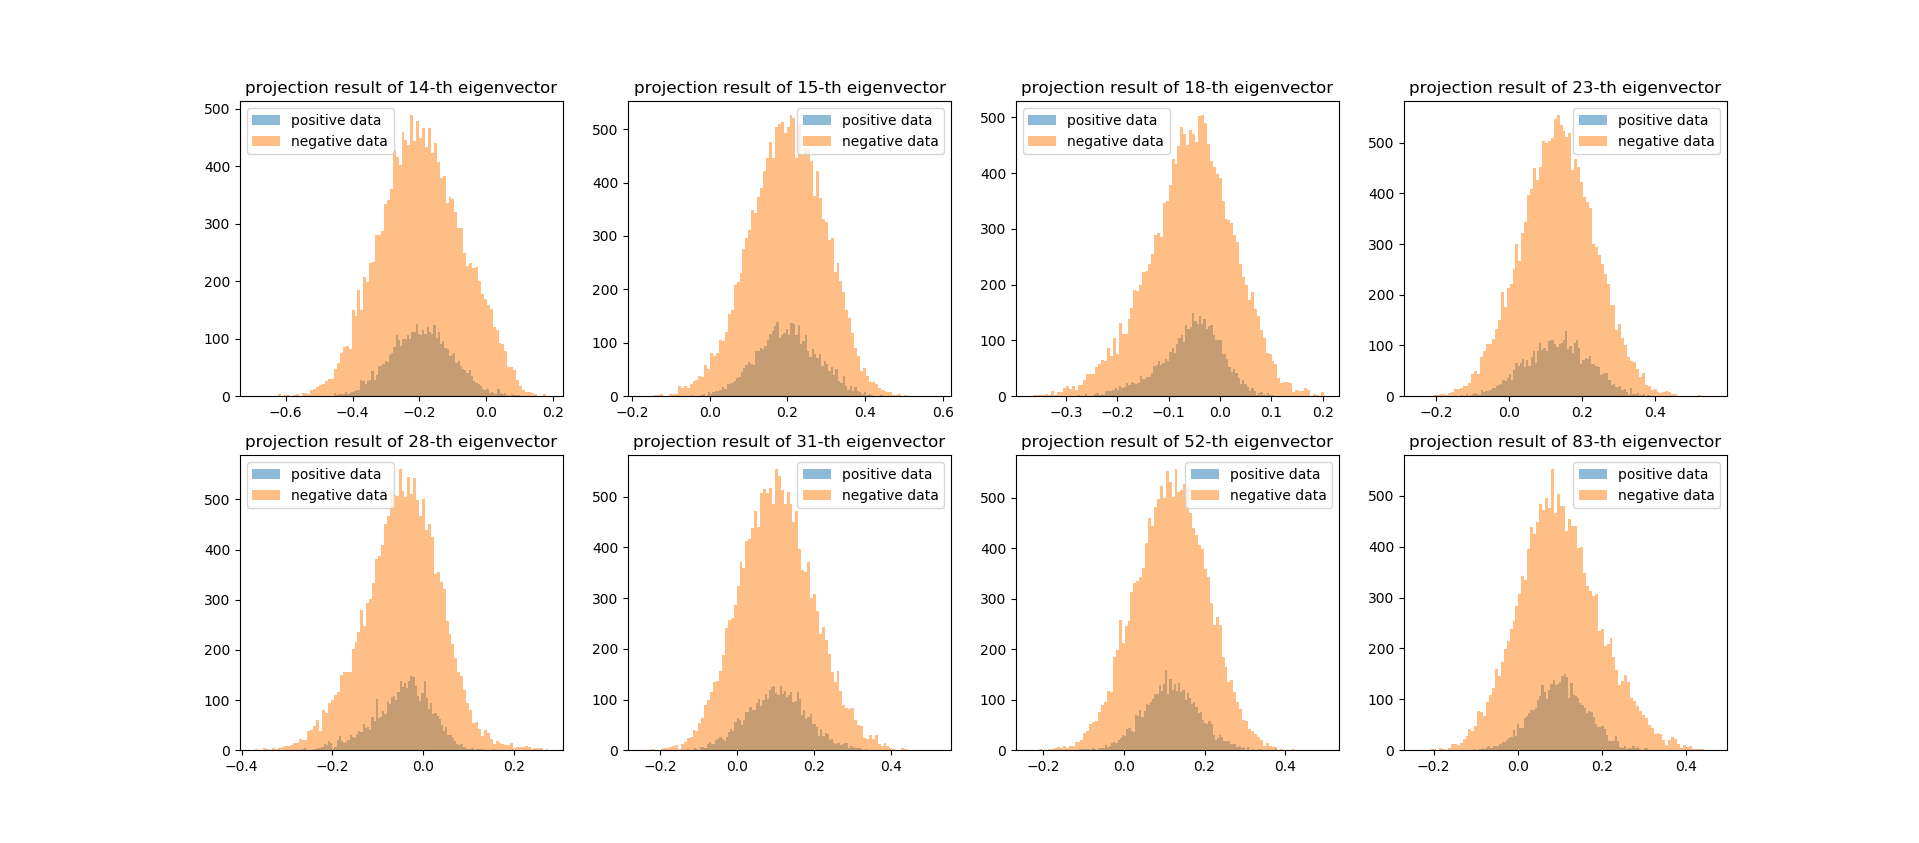 projection result of 14-th eigenvector
positive data
negative data
500
400
300
200
100
0
−0.6 −0.4 −0.2 0.0 0.2
projection result of 15-th eigenvector
positive data
negative data
500
400
300
200
100
0
−0.2 0.0 0.2 0.4 0.6
projection result of 18-th eigenvector
positive data
negative data
500
400
300
200
100
0
−0.3 −0.2 −0.1 0.0 0.1 0.2
projection result of 23-th eigenvector
positive data
negative data
500
400
300
200
100
0
−0.2 0.0 0.2 0.4
projection result of 28-th eigenvector
positive data
negative data
500
400
300
200
100
0
−0.4 −0.2 0.0 0.2
projection result of 31-th eigenvector
positive data
negative data
500
400
300
200
100
0
−0.2 0.0 0.2 0.4
projection result of 52-th eigenvector
positive data
negative data
500
400
300
200
100
0
−0.2 0.0 0.2 0.4
projection result of 83-th eigenvector
positive data
negative data
500
400
300
200
100
0
−0.2 0.0 0.2 0.4